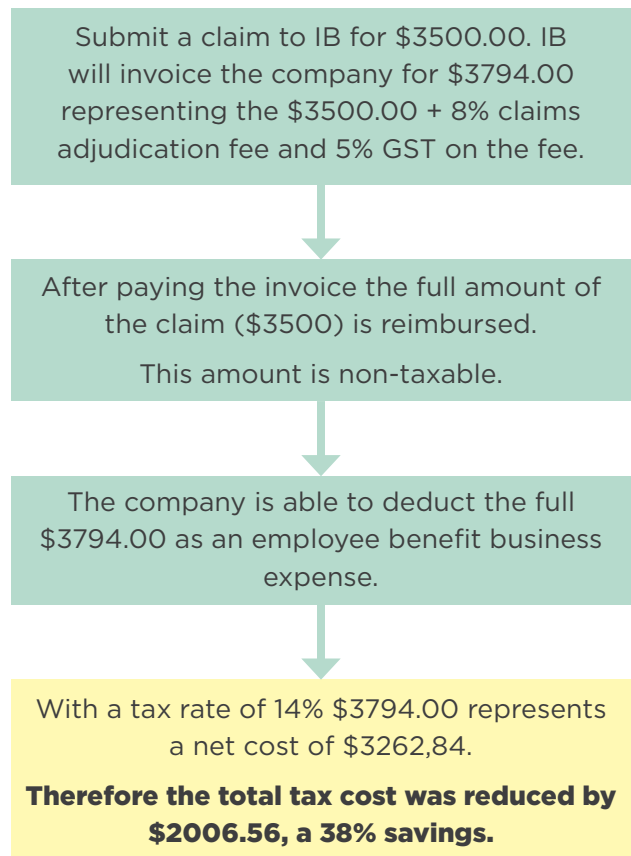 Submit a claim to IB for $3500.00. IB
will invoice the company for $3794.00
representing the $3500.00 + 8% claims
adjudication fee and 5% GST on the fee.
After paying the invoice the full amount of
the claim ($3500) is reimbursed.
This amount is non-taxable.
The company is able to deduct the full
$3794.00 as an employee benefit business
expense.
With a tax rate of 14% $3794.00 represents
a net cost of $3262,84.
Therefore the total tax cost was reduced by
$2006.56, a 38% savings.